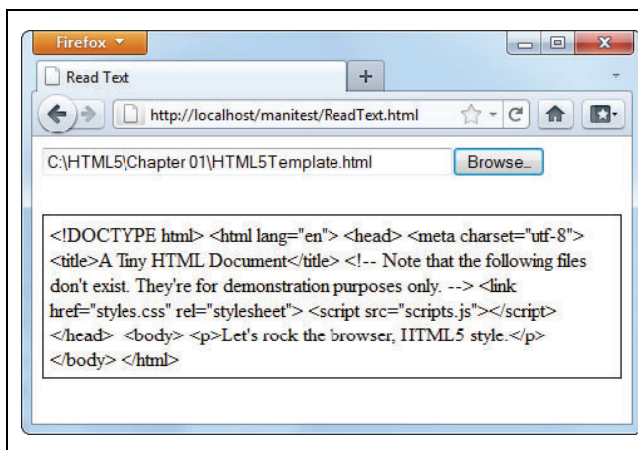 Firefox
Read Text
http://localhost/manitest/ReadText.html
C:\HTML5\Chapter 01\HTML5Template.html Browse...
<!DOCTYPE html> <html lang="en"> <head> <meta charset="utf-8">
<title>A Tiny HTML Document</title> <!-- Note that the following files
don't exist. They're for demonstration purposes only. --> <link
href="styles.css" rel="stylesheet"> <script src="scripts.js"></script>
</head> <body> <p>Let's rock the browser, HTML5 style.</p>
</body> </html>